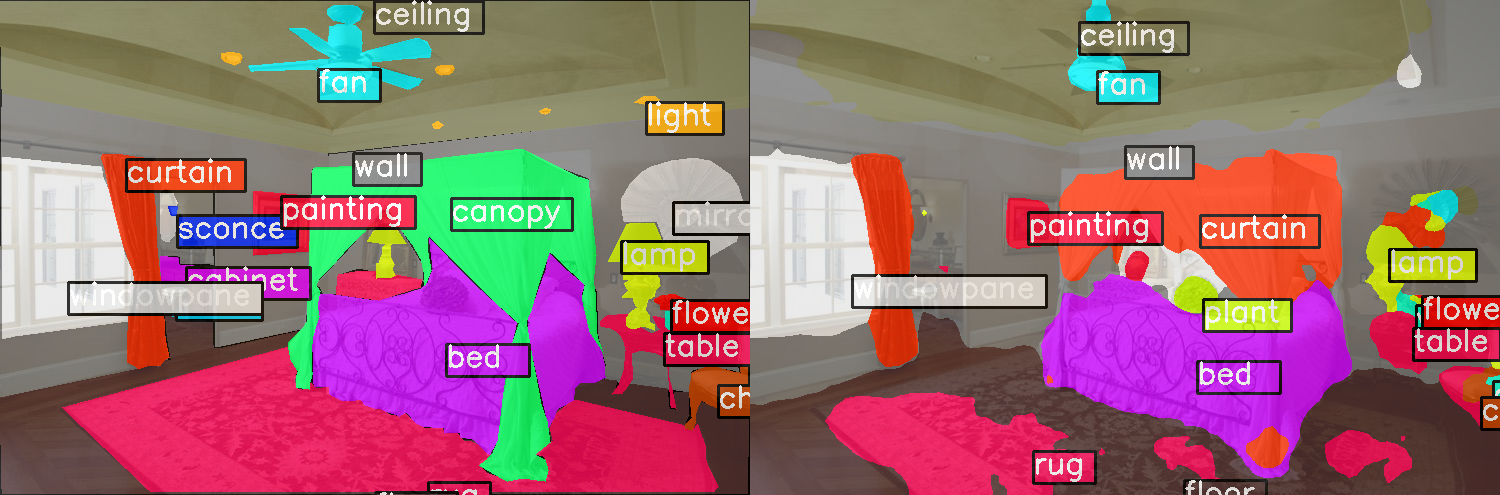 ceiling
fan
light
curtain
wall
painting
canopy
sconce
mirro
lamp
cabinet
windowpane
flowe
table
bed
ch
rug
ceiling
fan
wall
painting
curtain
lamp
windowpane
plant
flowe
table
bed
c
rug
floor